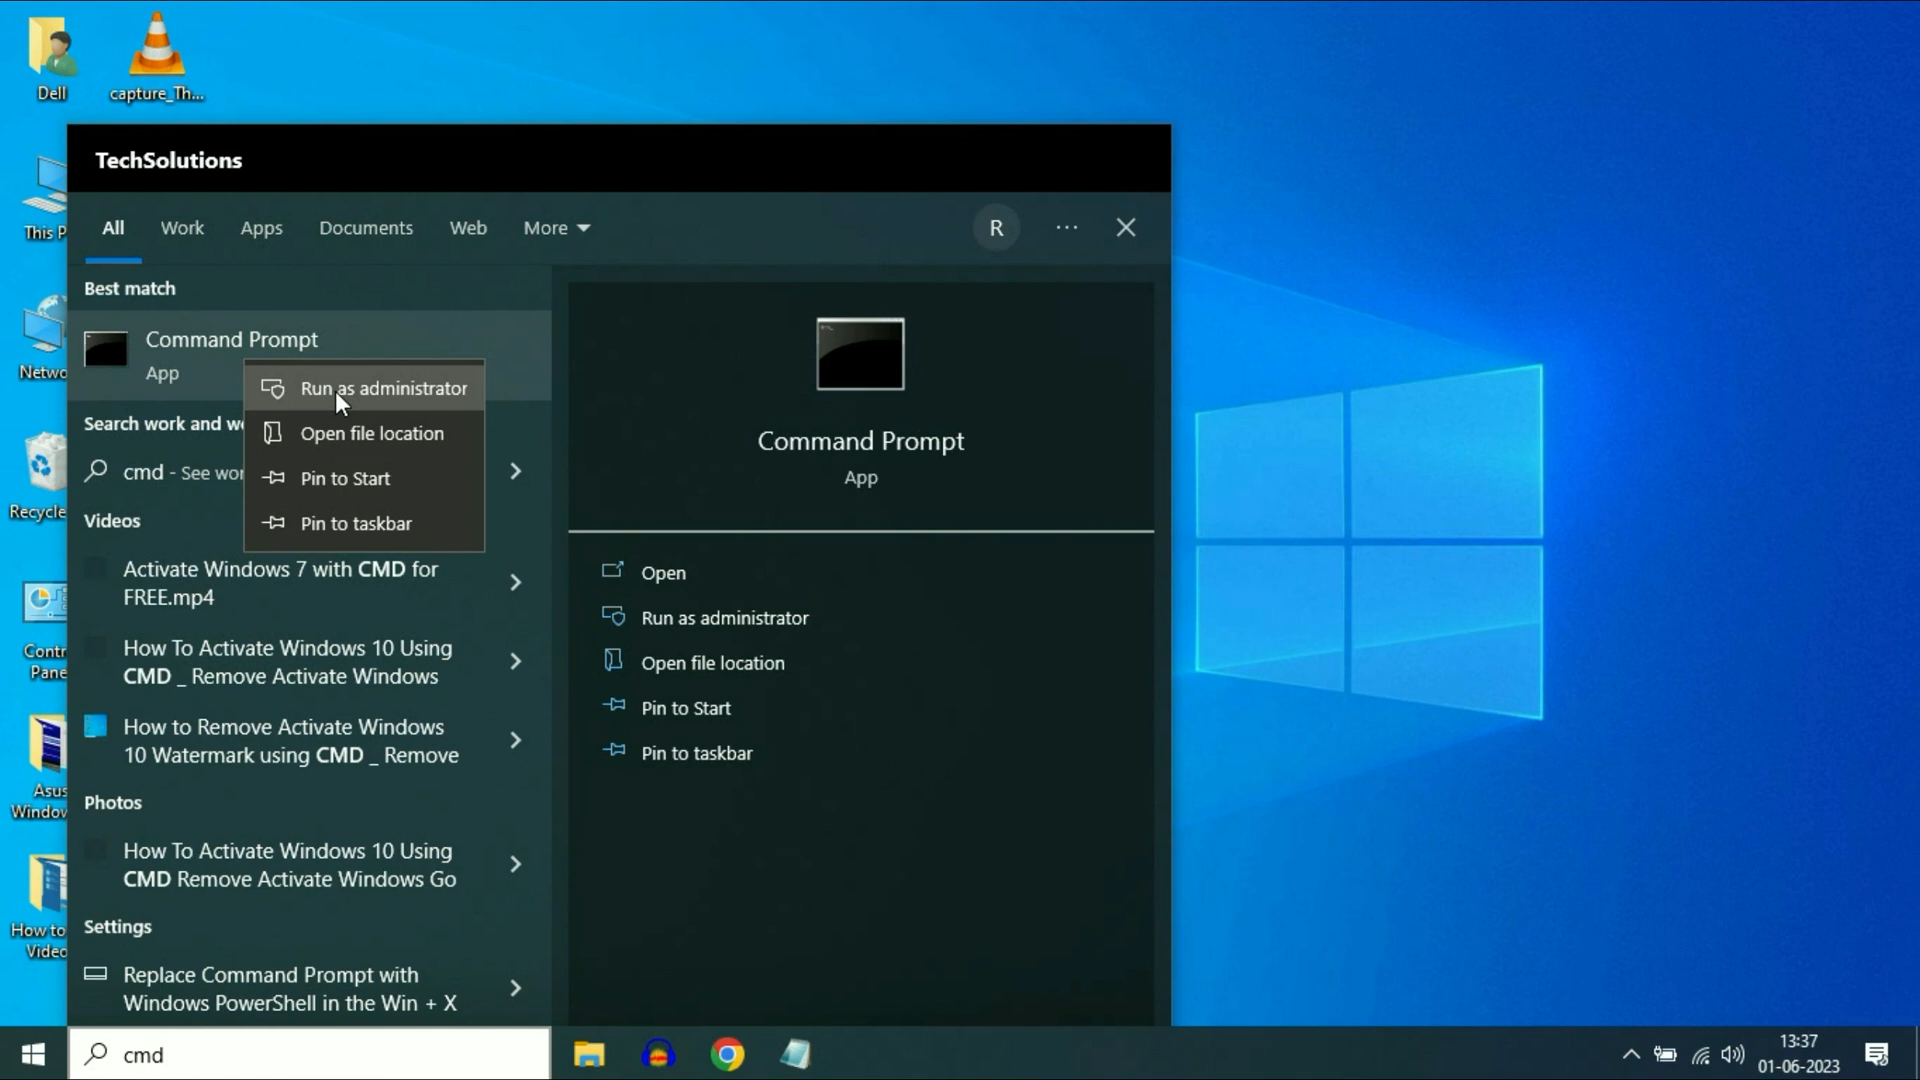 Dell
capture_Th...
TechSolutions
All
Work
Apps
Documents
Web
More
R
This P
Best match
Command Prompt
App
Run as administrator
Open file location
Pin to Start
Pin to taskbar
Netwo
Search work and w
cmd - See wor
Recycle
Videos
Activate Windows 7 with CMD for
FREE.mp4
How To Activate Windows 10 Using
CMD _ Remove Activate Windows
Contr
Pane
How to Remove Activate Windows
10 Watermark using CMD _ Remove
Asus
Window
Photos
How To Activate Windows 10 Using
CMD Remove Activate Windows Go
How to
Video
Settings
Replace Command Prompt with
Windows PowerShell in the Win + X
Command Prompt
App
Open
Run as administrator
Open file location
Pin to Start
Pin to taskbar
cmd
13:37
01-06-2023